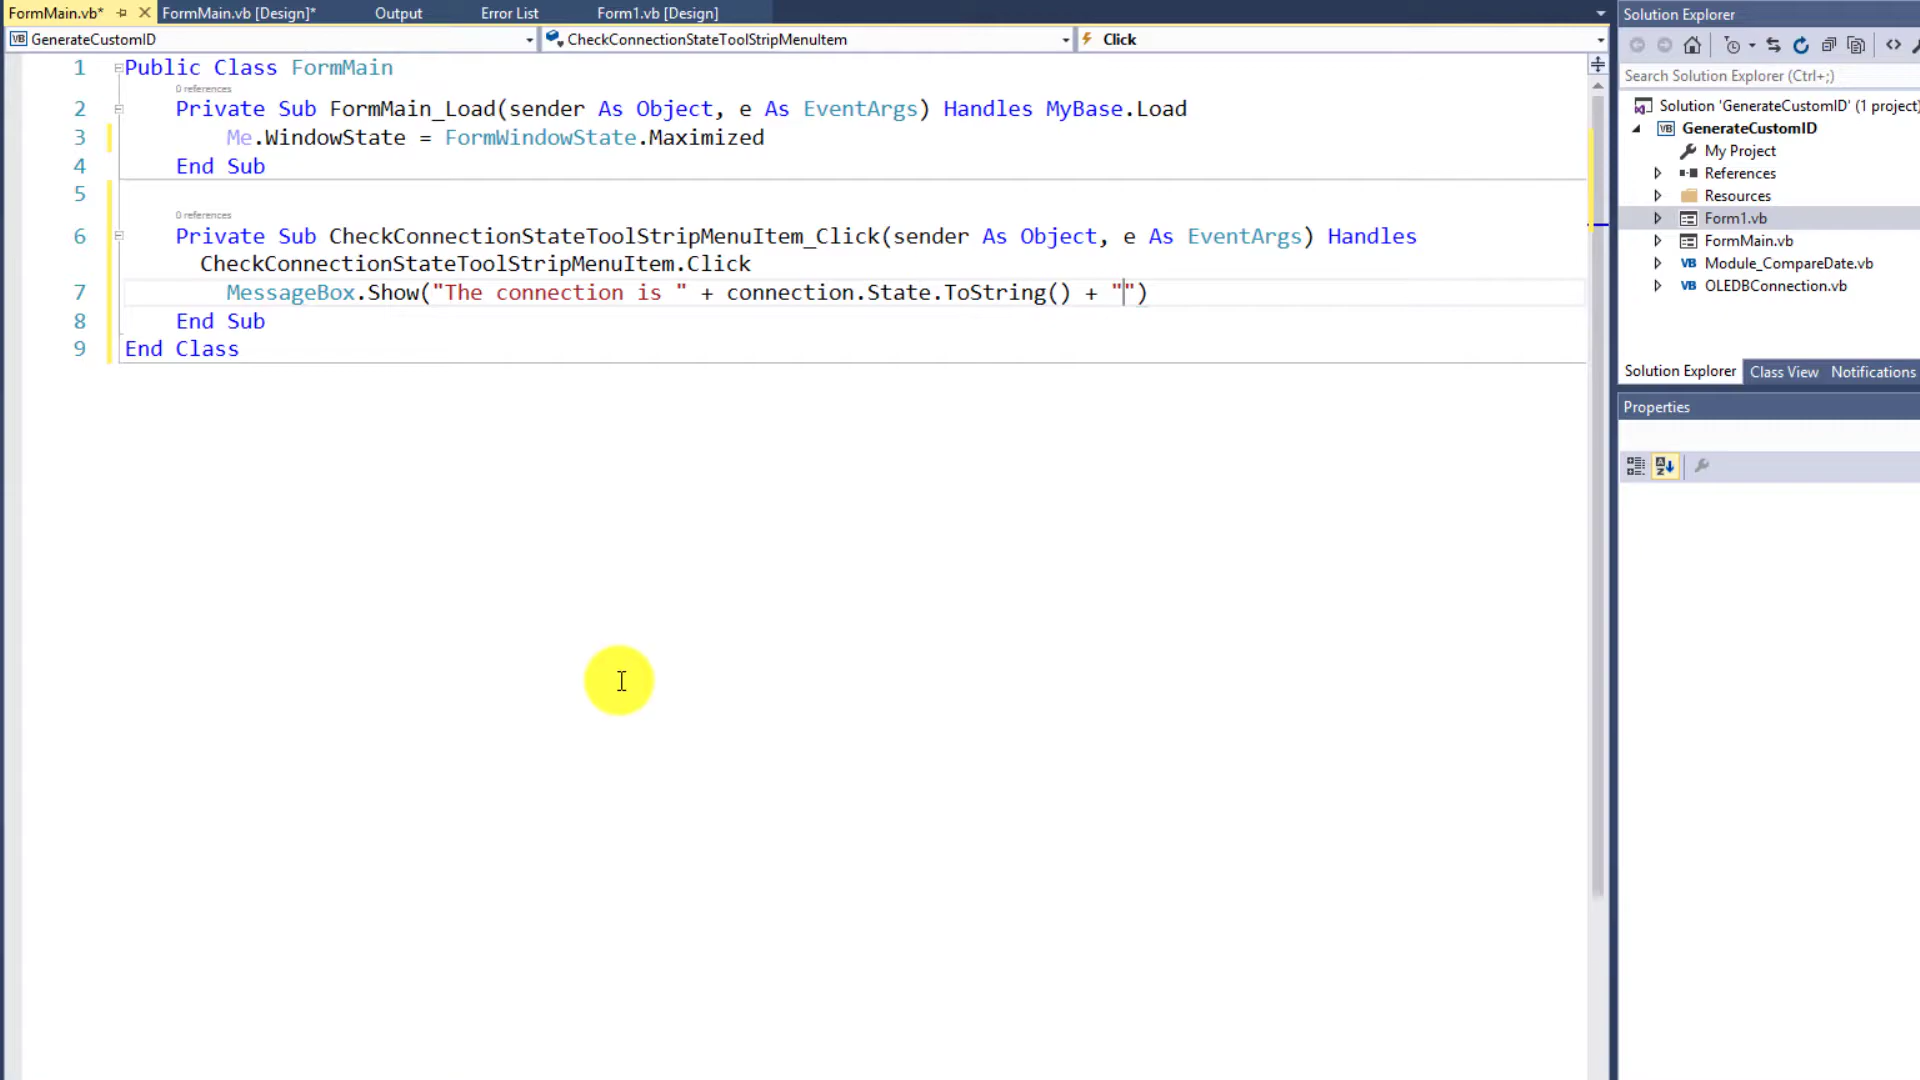 FormMain.vb*
FormMain.vb [Design]*
Output
Error List
Form1.vb [Design]
VB GenerateCustomID
CheckConnectionStateToolStripMenuItem
Click
1 Public Class FormMain
0 references
2 Private Sub FormMain_Load(sender As Object, e As EventArgs) Handles MyBase.Load
3 Me.WindowState = FormWindowState.Maximized
4 End Sub
5
0 references
6 Private Sub CheckConnectionStateToolStripMenuItem_Click(sender As Object, e As EventArgs) Handles
CheckConnectionStateToolStripMenuItem.Click
7 MessageBox.Show("The connection is " + connection.State.ToString() + "")
8 End Sub
9 End Class
Solution Explorer
Search Solution Explorer (Ctrl+;)
Solution 'GenerateCustomID' (1 project)
VB GenerateCustomID
My Project
References
Resources
Form1.vb
FormMain.vb
VB Module_CompareDate.vb
VB OLEDBConnection.vb
Solution Explorer
Class View
Notifications
Properties